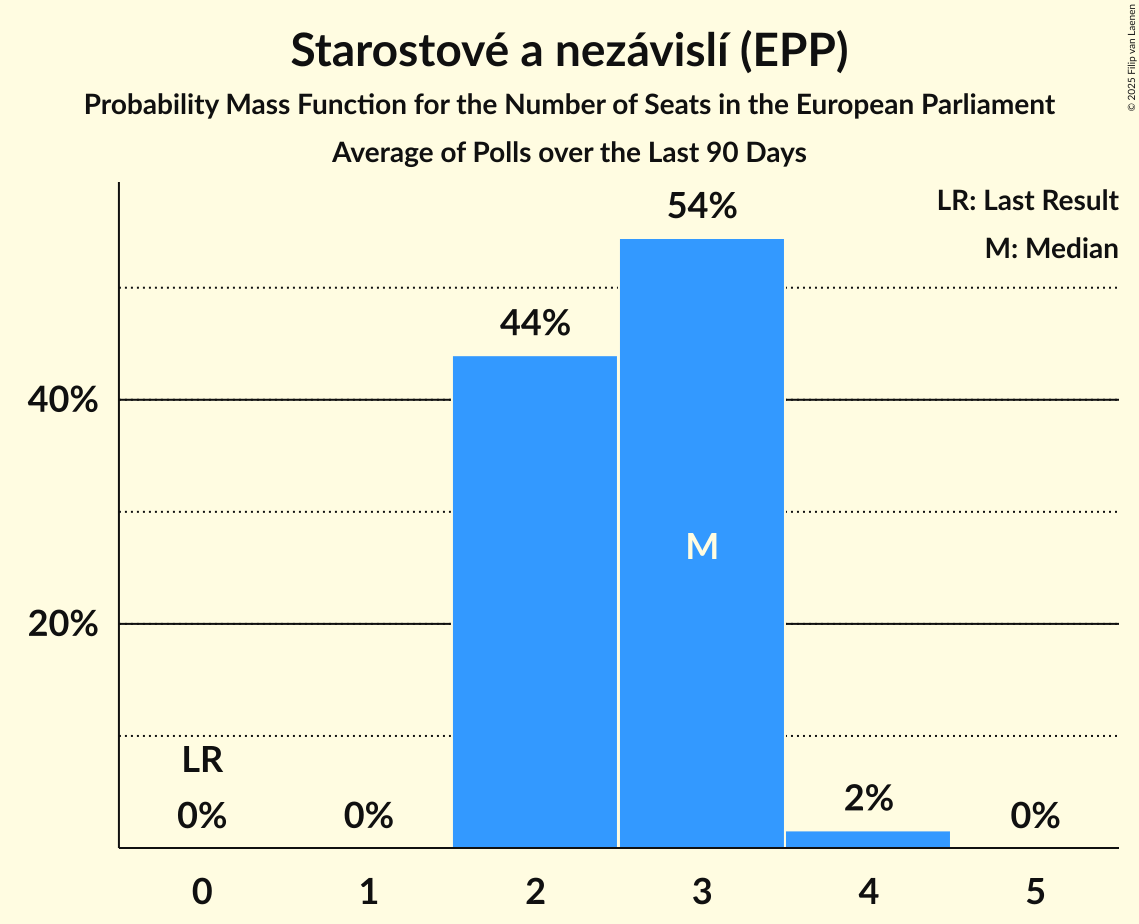 Starostové a nezávislí (EPP)
Probability Mass Function for the Number of Seats in the European Parliament
Average of Polls over the Last 90 Days
© 2025 Filip van Laenen
LR: Last Result
M: Median
54%
44%
40%
M
20%
LR
0%
0%
2%
0%
0
1
2
3
4
5